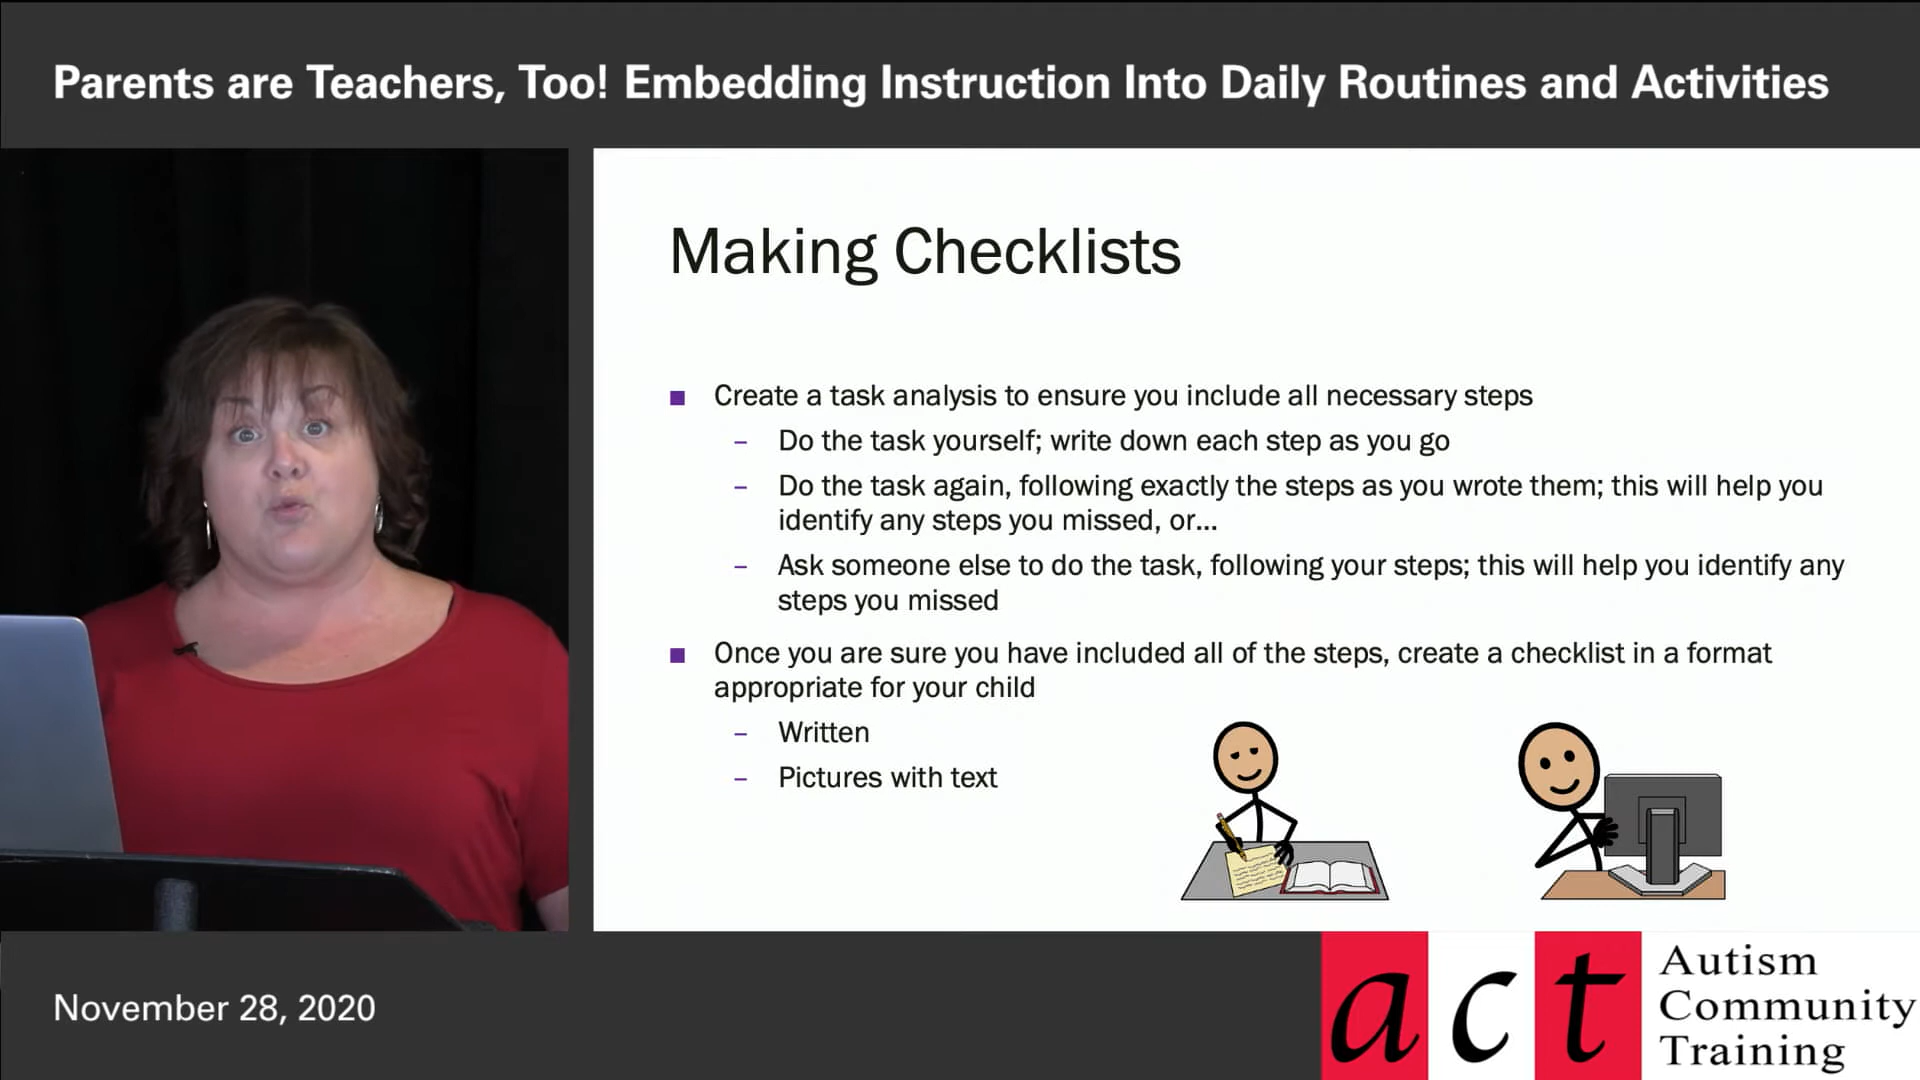 Parents are Teachers, Too! Embedding Instruction Into Daily Routines and Activities
Making Checklists
■ Create a task analysis to ensure you include all necessary steps
– Do the task yourself; write down each step as you go
– Do the task again, following exactly the steps as you wrote them; this will help you
identify any steps you missed, or...
– Ask someone else to do the task, following your steps; this will help you identify any
steps you missed
■ Once you are sure you have included all of the steps, create a checklist in a format
appropriate for your child
– Written
– Pictures with text
November 28, 2020
act
Autism
Community
Training